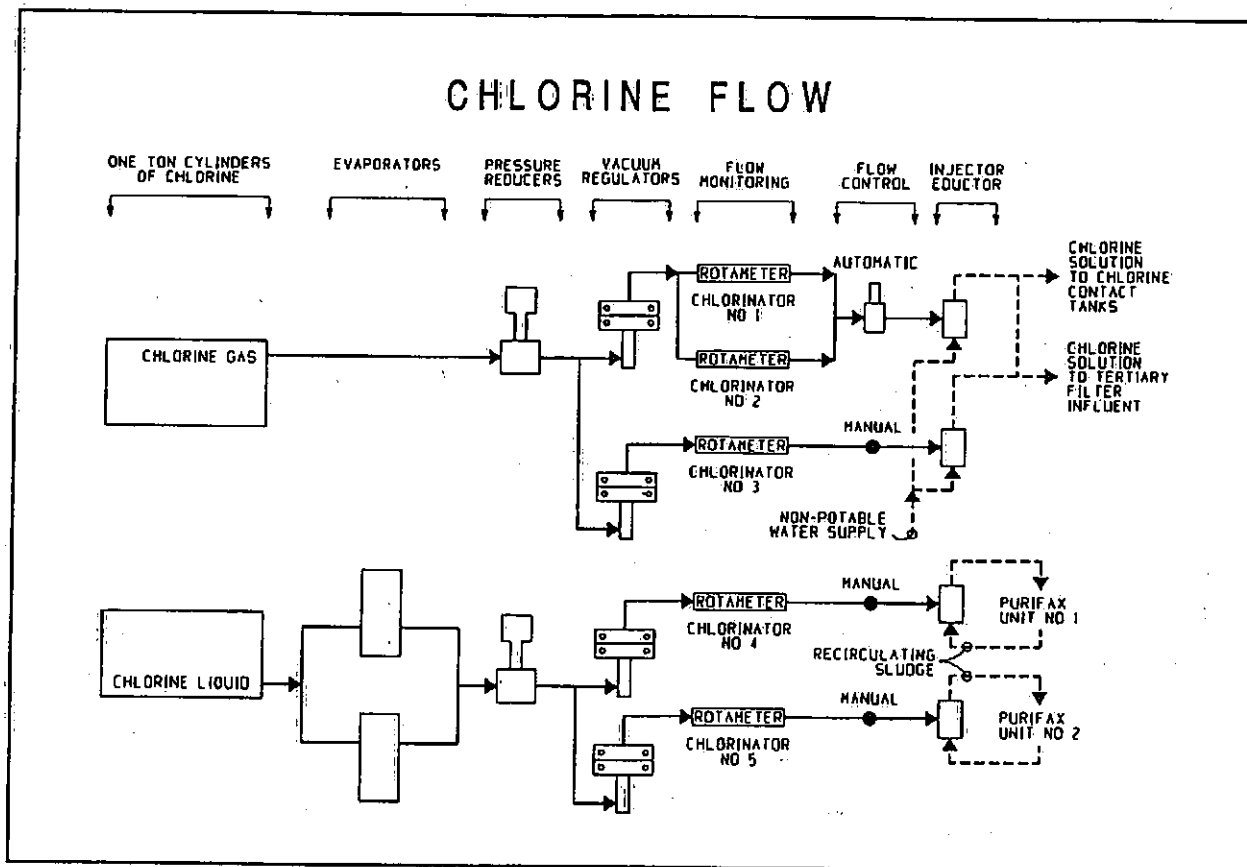 CHLORINE FLOW
ONE TON CYLINDERS
OF CHLORINE
EVAPORATORS
PRESSURE
REDUCERS
VACUUM
REGULATORS
FLOW
MONITORING
FLOW
CONTROL
INJECTOR
EDUCTOR
CHLORINE GAS
ROTAMETER
CHLORINATOR
NO 1
ROTAMETER
CHLORINATOR
NO 2
AUTOMATIC
CHLORINE
SOLUTION
TO CHLORINE
CONTACT
TANKS
CHLORINE
SOLUTION
TO TERTIARY
FILTER
INFLUENT
ROTAMETER
CHLORINATOR
NO 3
MANUAL
NON-POTABLE
WATER SUPPLY
CHLORINE LIQUID
ROTAMETER
CHLORINATOR
NO 4
MANUAL
PURIFAX
UNIT NO 1
RECIRCULATING
SLUDGE
ROTAMETER
CHLORINATOR
NO 5
MANUAL
PURIFAX
UNIT NO 2